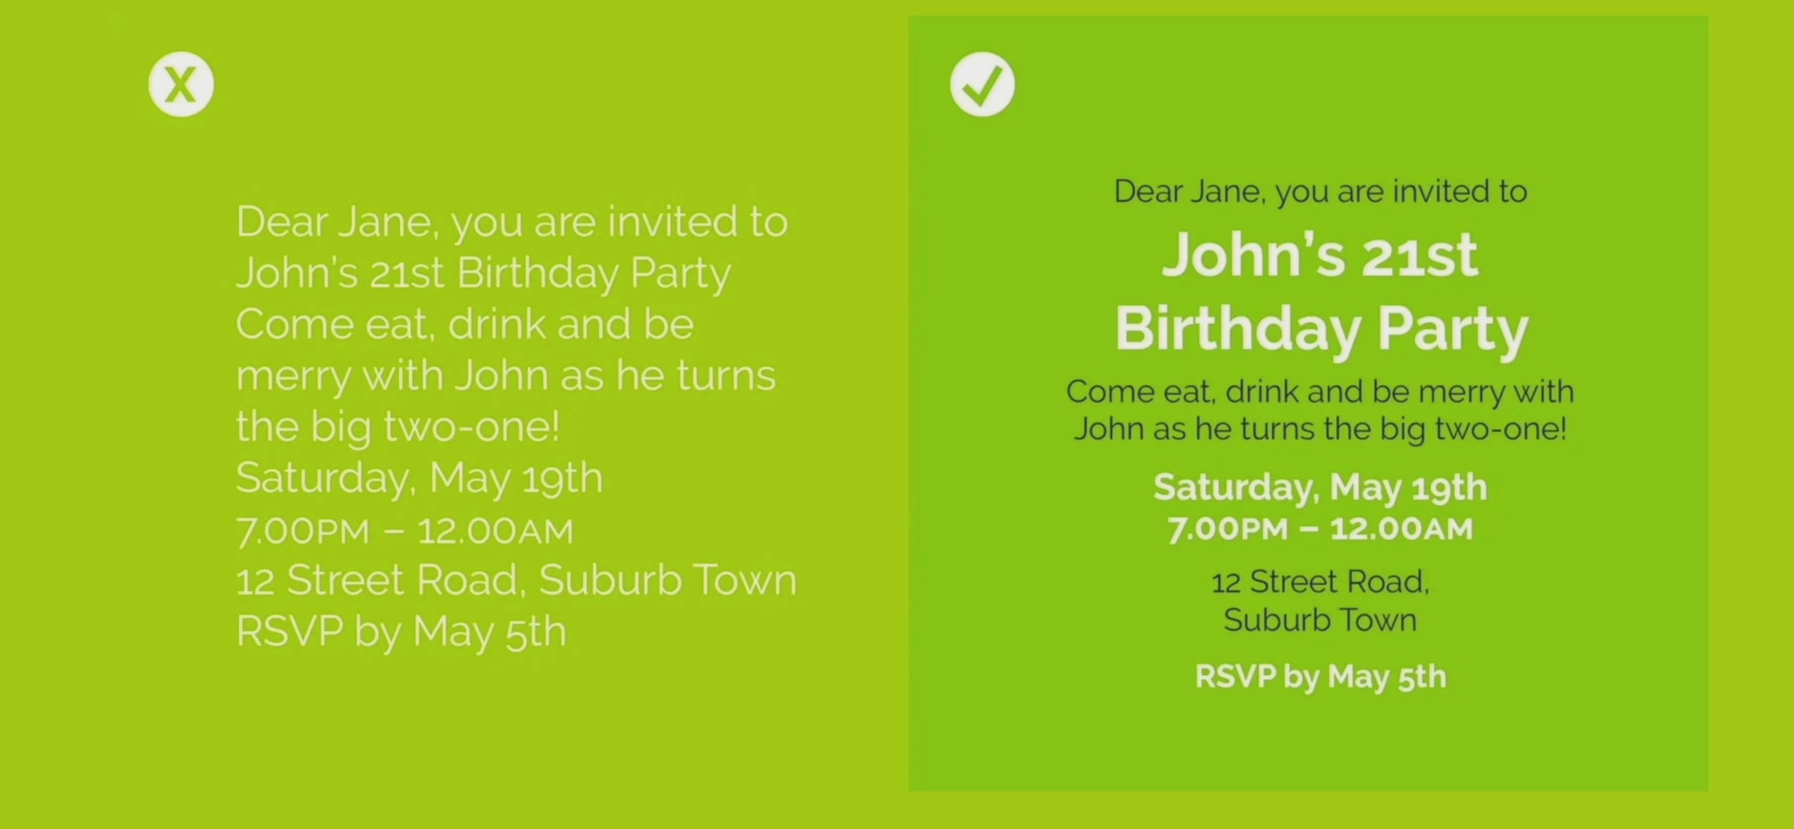 X
Dear Jane, you are invited to
John's 21st Birthday Party
Come eat, drink and be
merry with John as he turns
the big two-one!
Saturday, May 19th
7.00PM – 12.00AM
12 Street Road, Suburb Town
RSVP by May 5th
Dear Jane, you are invited to
John's 21st
Birthday Party
Come eat, drink and be merry with
John as he turns the big two-one!
Saturday, May 19th
7.00PM – 12.00AM
12 Street Road,
Suburb Town
RSVP by May 5th